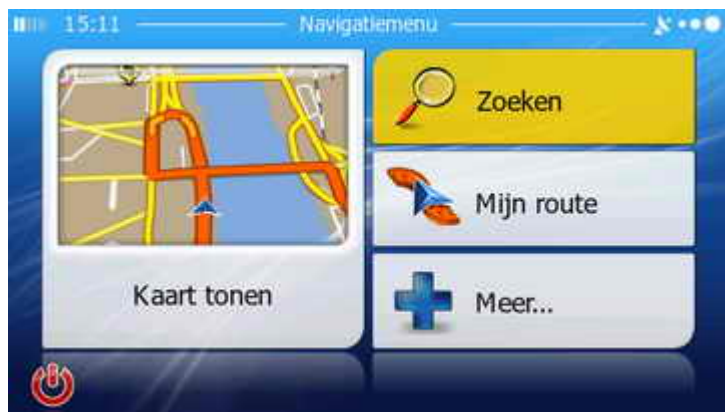 15:11 Navigatiemenu
Zoeken
Mijn route
Kaart tonen
Meer...